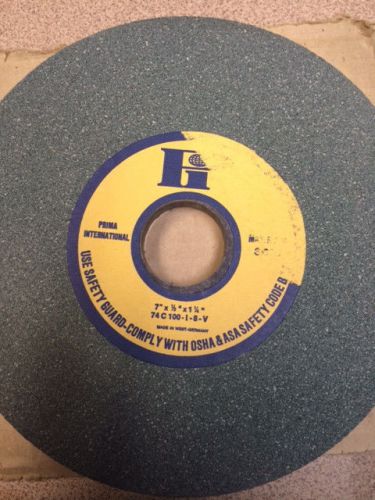 PRIMA
INTERNATIONAL
7" x ½" x 1¼"
74 C 100 - I - 8 - V
MADE IN WEST-GERMANY
USE SAFETY GUARD-COMPLY WITH OSHA & ASA SAFETY CODE B